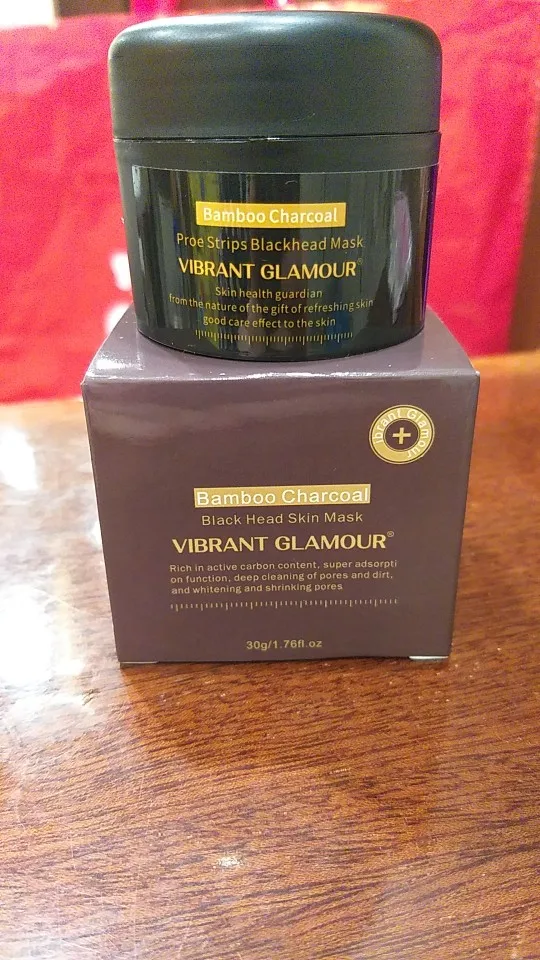 Bamboo Charcoal
Proe Strips Blackhead Mask
VIBRANT GLAMOUR®
Skin health guardian
from the nature of the gift of refreshing skin
good care effect to the skin
ibrant Glamour
Bamboo Charcoal
Black Head Skin Mask
VIBRANT GLAMOUR®
Rich in active carbon content, super adsorpti
on function, deep cleaning of pores and dirt,
and whitening and shrinking pores
30g/1.76fl.oz